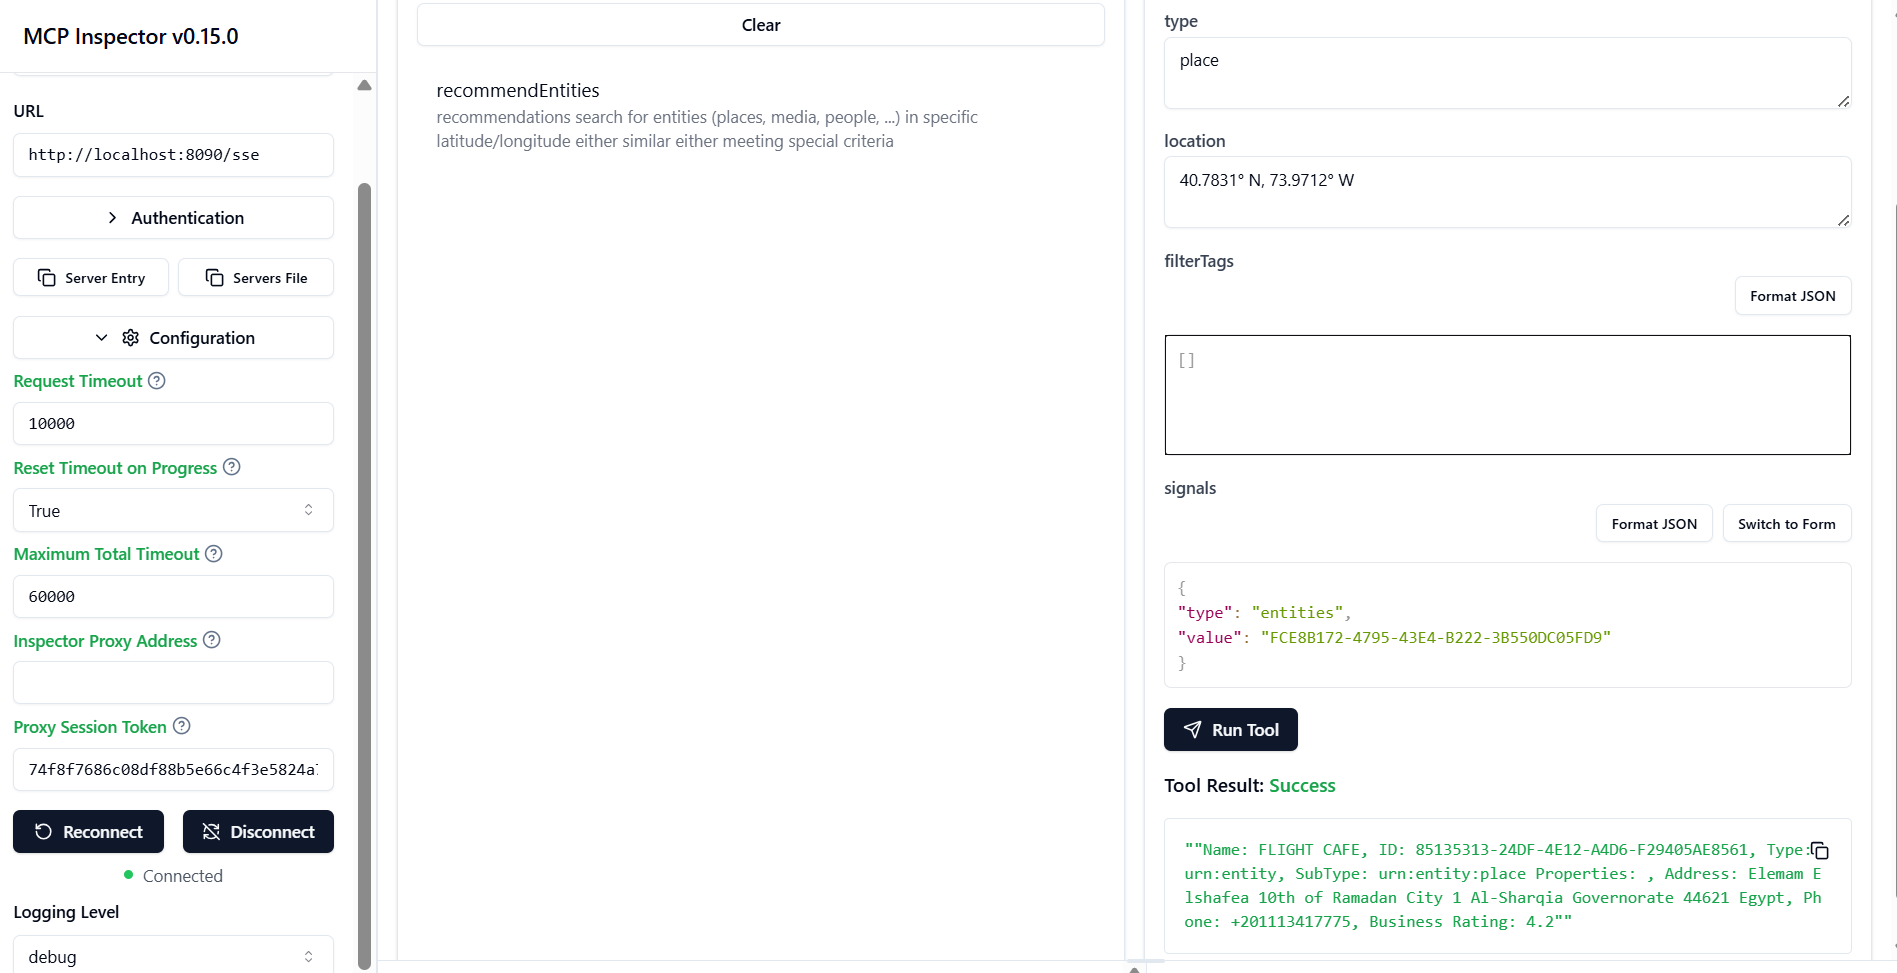 MCP Inspector v0.15.0
URL
http://localhost:8090/sse
Authentication
Server Entry
Servers File
Configuration
Request Timeout
10000
Reset Timeout on Progress
True
Maximum Total Timeout
60000
Inspector Proxy Address
Proxy Session Token
74f8f7686c08df88b5e66c4f3e5824a
Reconnect
Disconnect
Connected
Logging Level
debug
Clear
recommendEntities
recommendations search for entities (places, media, people, ...) in specific
latitude/longitude either similar either meeting special criteria
type
place
location
40.7831° N, 73.9712° W
filterTags
Format JSON
[]
signals
Format JSON
Switch to Form
{
"type": "entities",
"value": "FCE8B172-4795-43E4-B222-3B550DC05FD9"
}
Run Tool
Tool Result: Success
""Name: FLIGHT CAFE, ID: 85135313-24DF-4E12-A4D6-F29405AE8561, Type:
urn:entity, SubType: urn:entity:place Properties: , Address: Elemam E
lshafea 10th of Ramadan City 1 Al-Sharqia Governorate 44621 Egypt, Ph
one: +201113417775, Business Rating: 4.2""